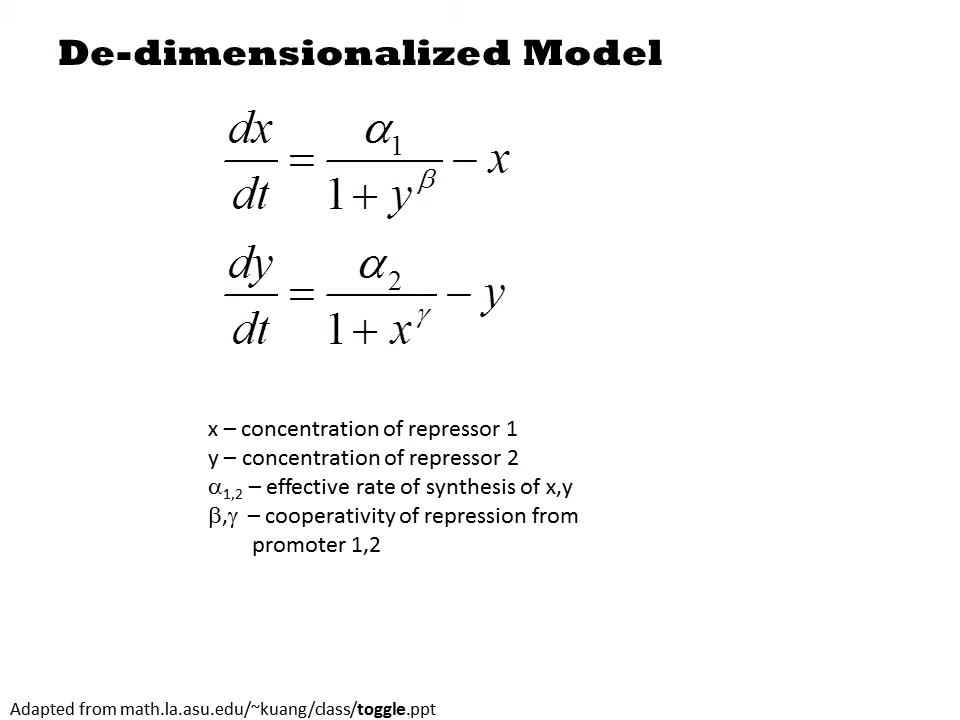 De-dimensionalized Model
dx/dt = α₁/(1 + y^β) − x
dy/dt = α₂/(1 + x^γ) − y
x – concentration of repressor 1
y – concentration of repressor 2
α₁,₂ – effective rate of synthesis of x,y
β,γ – cooperativity of repression from
promoter 1,2
Adapted from math.la.asu.edu/~kuang/class/toggle.ppt